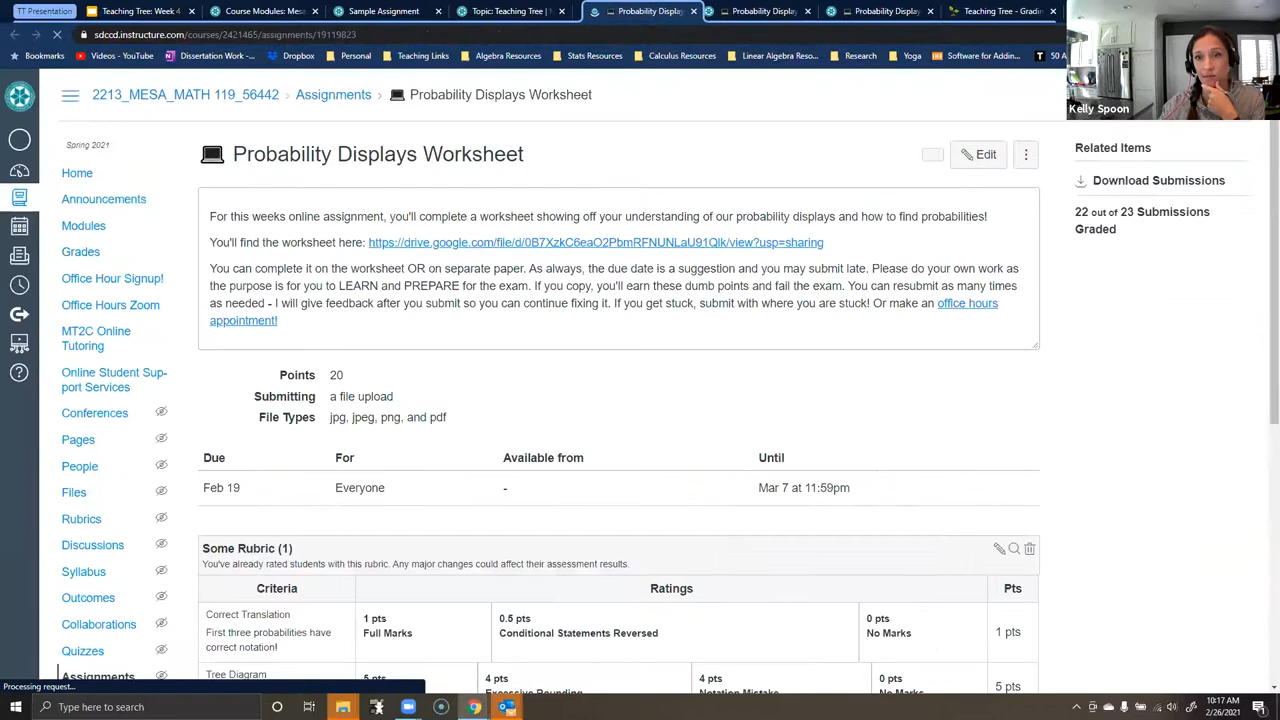 TT Presentation
Teaching Tree: Week 4
Course Modules: Me
Sample Assignment
Topic: Teaching Tree | 
Probability Display
Probability Display
Probability Display
Teaching Tree - Gradin
sdccd.instructure.com/courses/2421465/assignments/19119823
Bookmarks
Videos - YouTube
Dissertation Work -...
Dropbox
Personal
Teaching Links
Algebra Resources
Stats Resources
Calculus Resources
Linear Algebra Reso...
Research
Yoga
Software for Addin...
50 A
Kelly Spoon
2213_MESA_MATH 119_56442 › Assignments › Probability Displays Worksheet
Spring 2021
Home
Announcements
Modules
Grades
Office Hour Signup!
Office Hours Zoom
MT2C Online
Tutoring
Online Student Sup-
port Services
Conferences
Pages
People
Files
Rubrics
Discussions
Syllabus
Outcomes
Collaborations
Quizzes
Assignments
Probability Displays Worksheet
Edit
For this weeks online assignment, you'll complete a worksheet showing off your understanding of our probability displays and how to find probabilities!
You'll find the worksheet here: https://drive.google.com/file/d/0B7XzkC6eaO2PbmRFNUNLaU91Qlk/view?usp=sharing
You can complete it on the worksheet OR on separate paper. As always, the due date is a suggestion and you may submit late. Please do your own work as
the purpose is for you to LEARN and PREPARE for the exam. If you copy, you'll earn these dumb points and fail the exam. You can resubmit as many times
as needed - I will give feedback after you submit so you can continue fixing it. If you get stuck, submit with where you are stuck! Or make an office hours
appointment!
Points 20
Submitting a file upload
File Types jpg, jpeg, png, and pdf
Due For Available from Until
Feb 19 Everyone - Mar 7 at 11:59pm
Some Rubric (1)
You've already rated students with this rubric. Any major changes could affect their assessment results.
Criteria Ratings Pts
Correct Translation
First three probabilities have
correct notation!
1 pts
Full Marks
0.5 pts
Conditional Statements Reversed
0 pts
No Marks
1 pts
Tree Diagram
5 pts
4 pts
Excessive Rounding
4 pts
Notation Mistake
0 pts
No Marks
5 pts
Related Items
Download Submissions
22 out of 23 Submissions
Graded
Processing request...
Type here to search
10:17 AM
2/26/2021